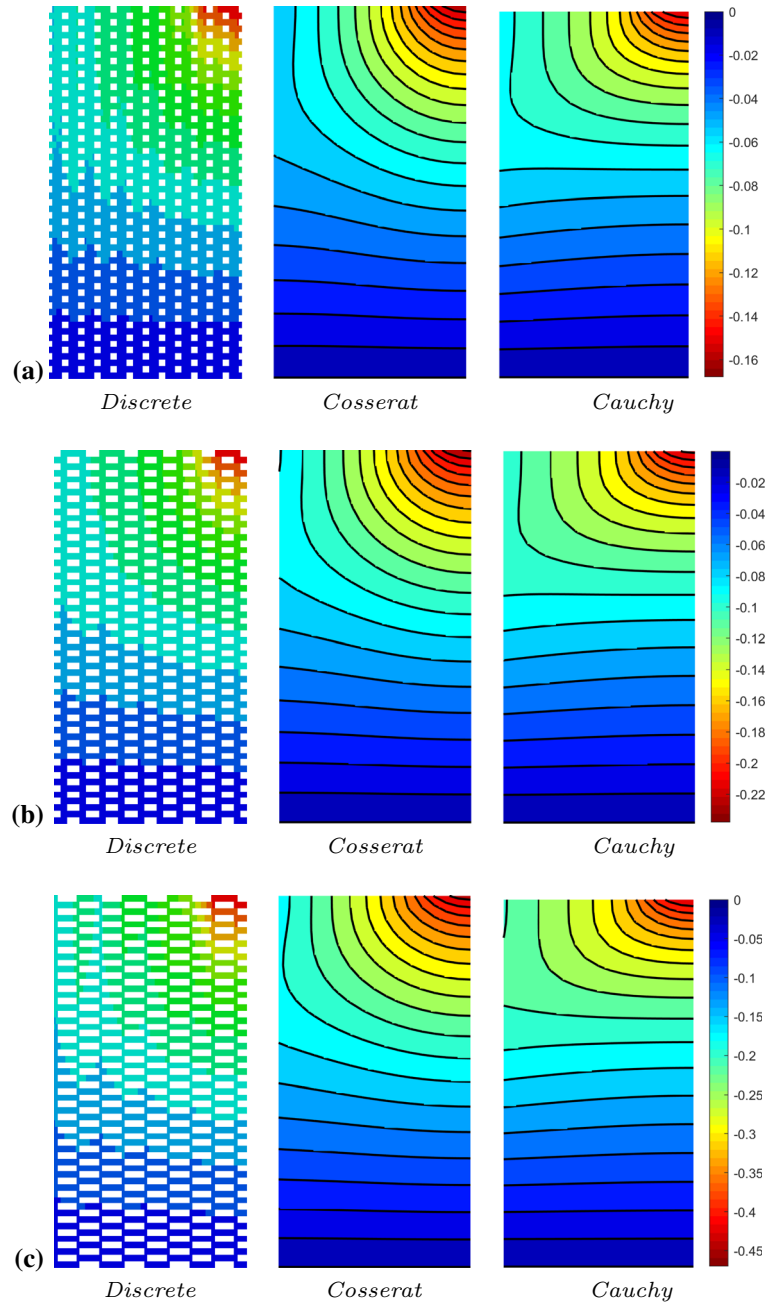 0
-0.02
-0.04
-0.06
-0.08
-0.1
-0.12
-0.14
-0.16
(a)
Discrete
Cosserat
Cauchy
-0.02
-0.04
-0.06
-0.08
-0.1
-0.12
-0.14
-0.16
-0.18
-0.2
-0.22
(b)
Discrete
Cosserat
Cauchy
0
-0.05
-0.1
-0.15
-0.2
-0.25
-0.3
-0.35
-0.4
-0.45
(c)
Discrete
Cosserat
Cauchy